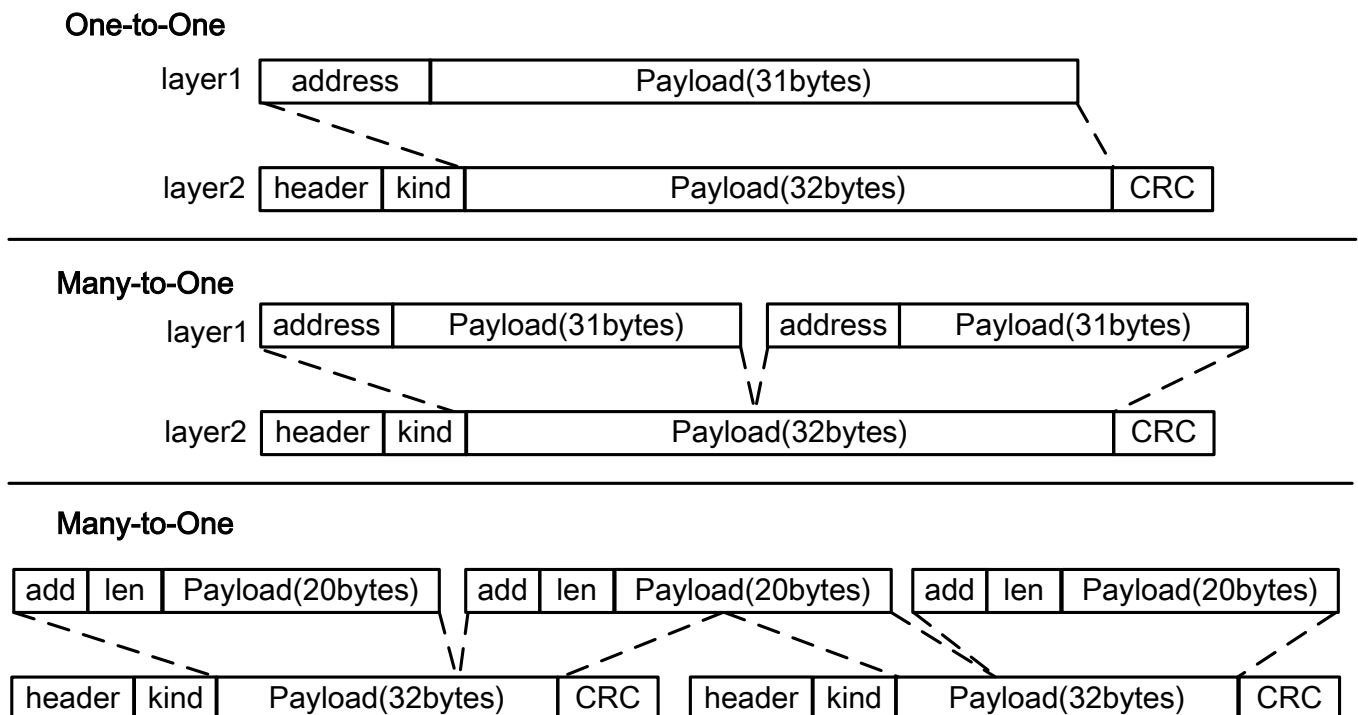 One-to-One
layer1 address Payload(31bytes)
layer2 header kind Payload(32bytes) CRC
Many-to-One
layer1 address Payload(31bytes) address Payload(31bytes)
layer2 header kind Payload(32bytes) CRC
Many-to-One
add len Payload(20bytes) add len Payload(20bytes) add len Payload(20bytes)
header kind Payload(32bytes) CRC header kind Payload(32bytes) CRC